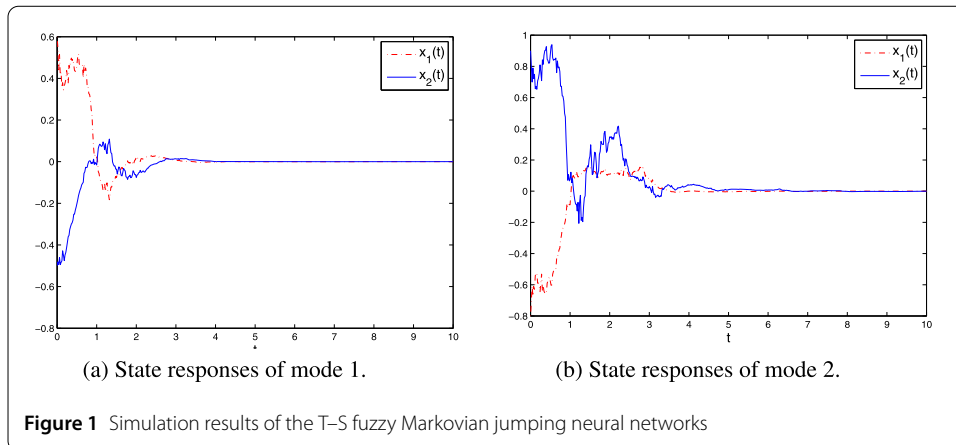 0.6
0.4
0.2
0
−0.2
−0.4
−0.6
−0.8
0 1 2 3 4 5 6 7 8 9 10
x1(t)
x2(t)
(a) State responses of mode 1.
1
0.8
0.6
0.4
0.2
0
−0.2
−0.4
−0.6
−0.8
0 1 2 3 4 5 6 7 8 9 10
t
x1(t)
x2(t)
(b) State responses of mode 2.
Figure 1 Simulation results of the T–S fuzzy Markovian jumping neural networks